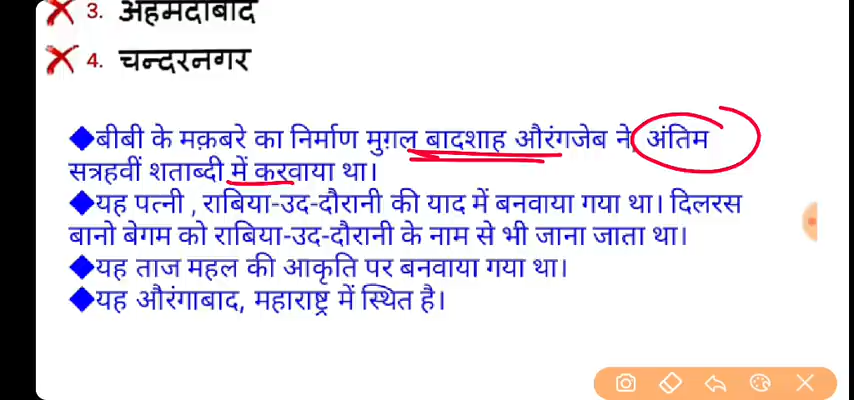 3. अहमदाबाद
4. चन्दरनगर
◆बीबी के मक़बरे का निर्माण मुग़ल बादशाह औरंगजेब ने, अंतिम
सत्रहवीं शताब्दी में करवाया था।
◆यह पत्नी , राबिया-उद-दौरानी की याद में बनवाया गया था। दिलरस
बानो बेगम को राबिया-उद-दौरानी के नाम से भी जाना जाता था।
◆यह ताज महल की आकृति पर बनवाया गया था।
◆यह औरंगाबाद, महाराष्ट्र में स्थित है।